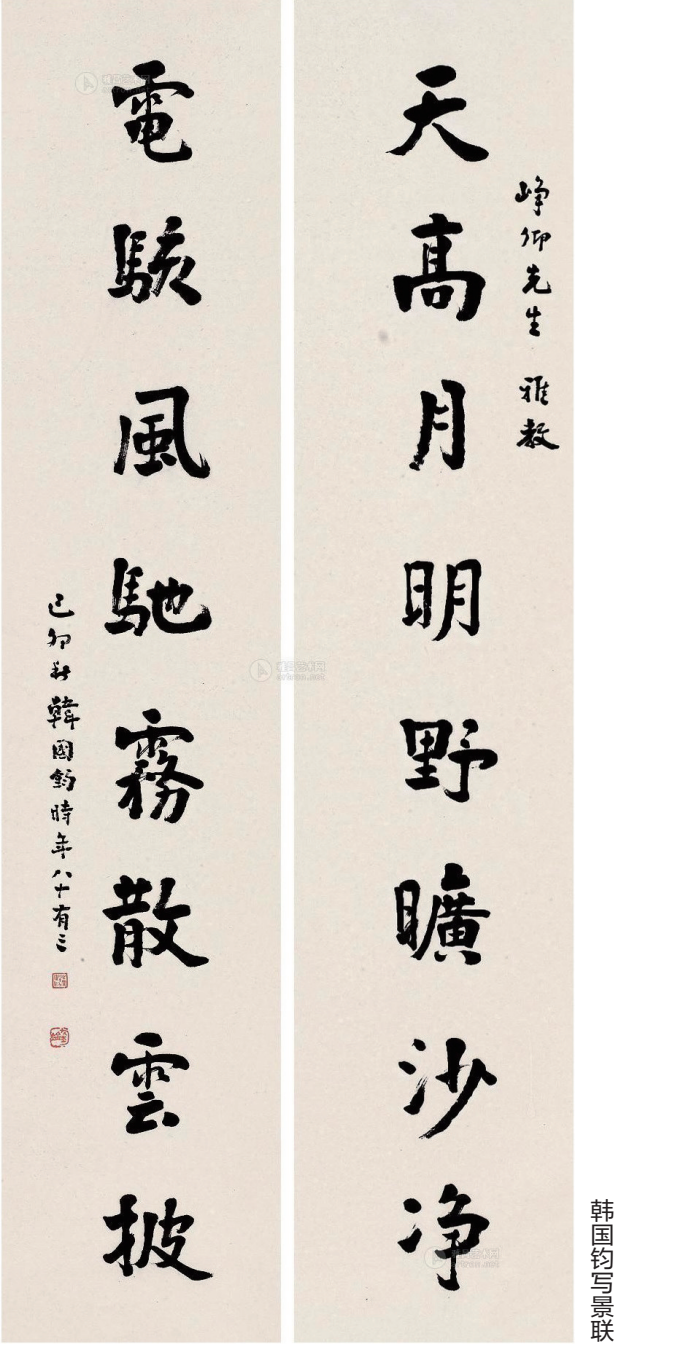 天高月明野曠沙净
峥仰先生 雅教
電駭風馳霧散雲披
己卯秋韓國鈞時年八十有三
韩国钧写景联